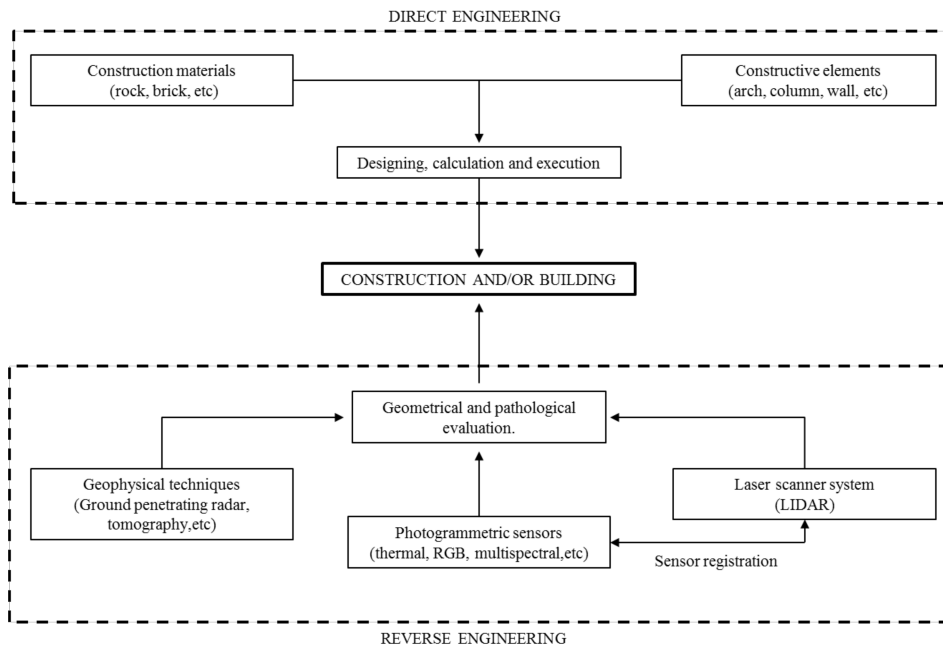 DIRECT ENGINEERING
Construction materials
(rock, brick, etc)
Constructive elements
(arch, column, wall, etc)
Designing, calculation and execution
CONSTRUCTION AND/OR BUILDING
Geometrical and pathological
evaluation.
Geophysical techniques
(Ground penetrating radar,
tomography,etc)
Laser scanner system
(LIDAR)
Photogrammetric sensors
(thermal, RGB, multispectral,etc)
Sensor registration
REVERSE ENGINEERING